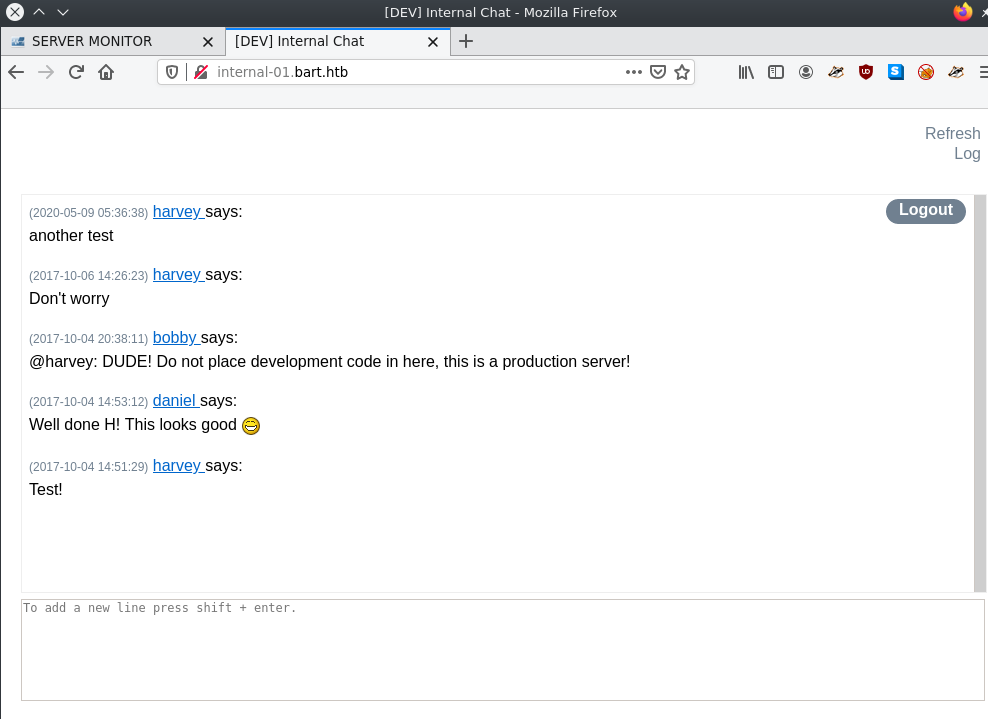 [DEV] Internal Chat - Mozilla Firefox
SERVER MONITOR
[DEV] Internal Chat
internal-01.bart.htb
Refresh
Log
(2020-05-09 05:36:38) harvey says:
Logout
another test
(2017-10-06 14:26:23) harvey says:
Don't worry
(2017-10-04 20:38:11) bobby says:
@harvey: DUDE! Do not place development code in here, this is a production server!
(2017-10-04 14:53:12) daniel says:
Well done H! This looks good
(2017-10-04 14:51:29) harvey says:
Test!
To add a new line press shift + enter.